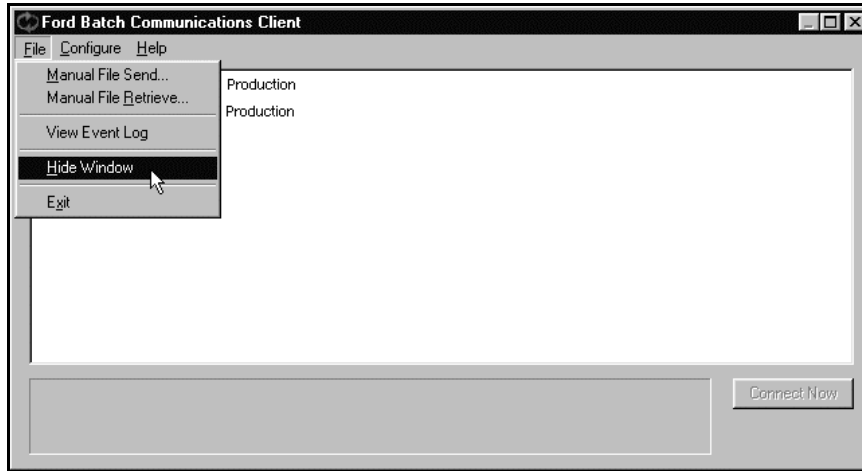 Ford Batch Communications Client
File Configure Help
Manual File Send...
Manual File Retrieve...
View Event Log
Hide Window
Exit
Production
Production
Connect Now